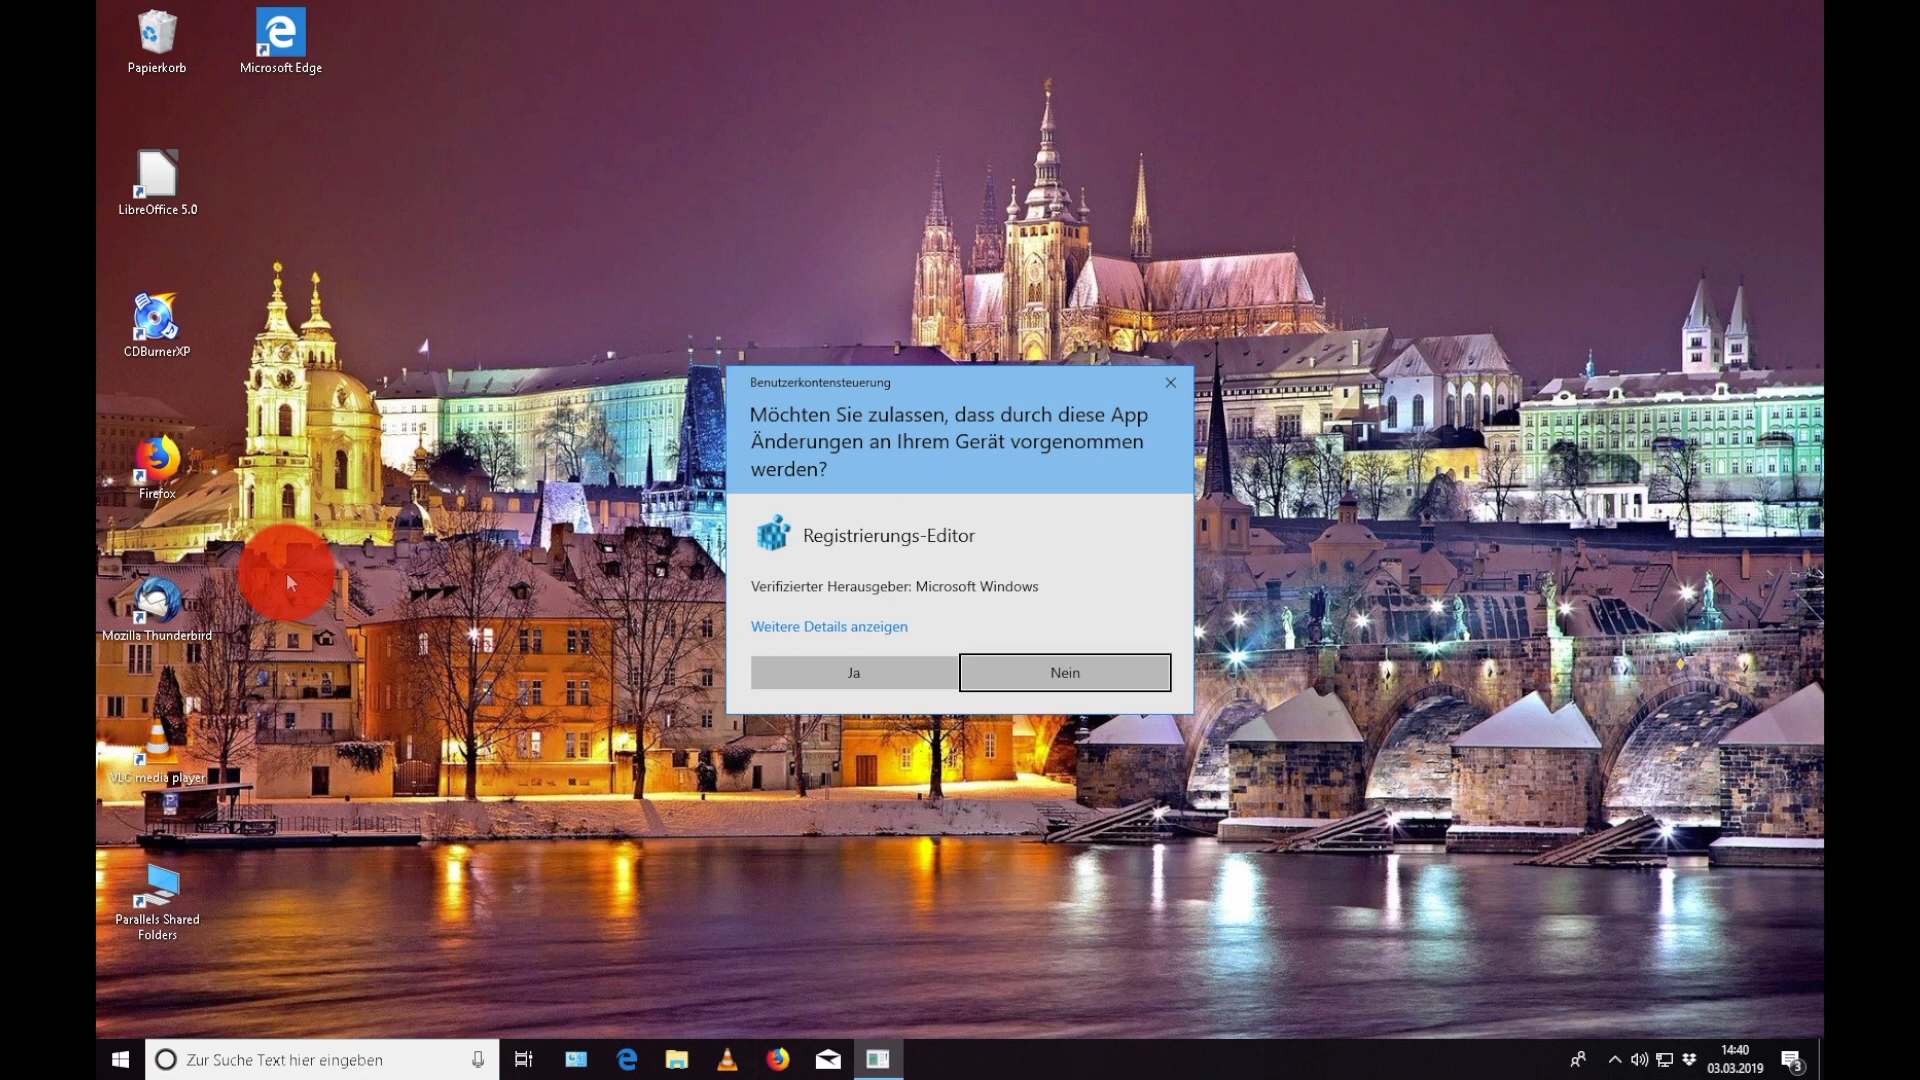 Papierkorb
Microsoft Edge
LibreOffice 5.0
CDBurnerXP
Firefox
Mozilla Thunderbird
VLC media player
Parallels Shared
Folders
Benutzerkontensteuerung
Möchten Sie zulassen, dass durch diese App
Änderungen an Ihrem Gerät vorgenommen
werden?
Registrierungs-Editor
Verifizierter Herausgeber: Microsoft Windows
Weitere Details anzeigen
Ja
Nein
Zur Suche Text hier eingeben
14:40
03.03.2019
3